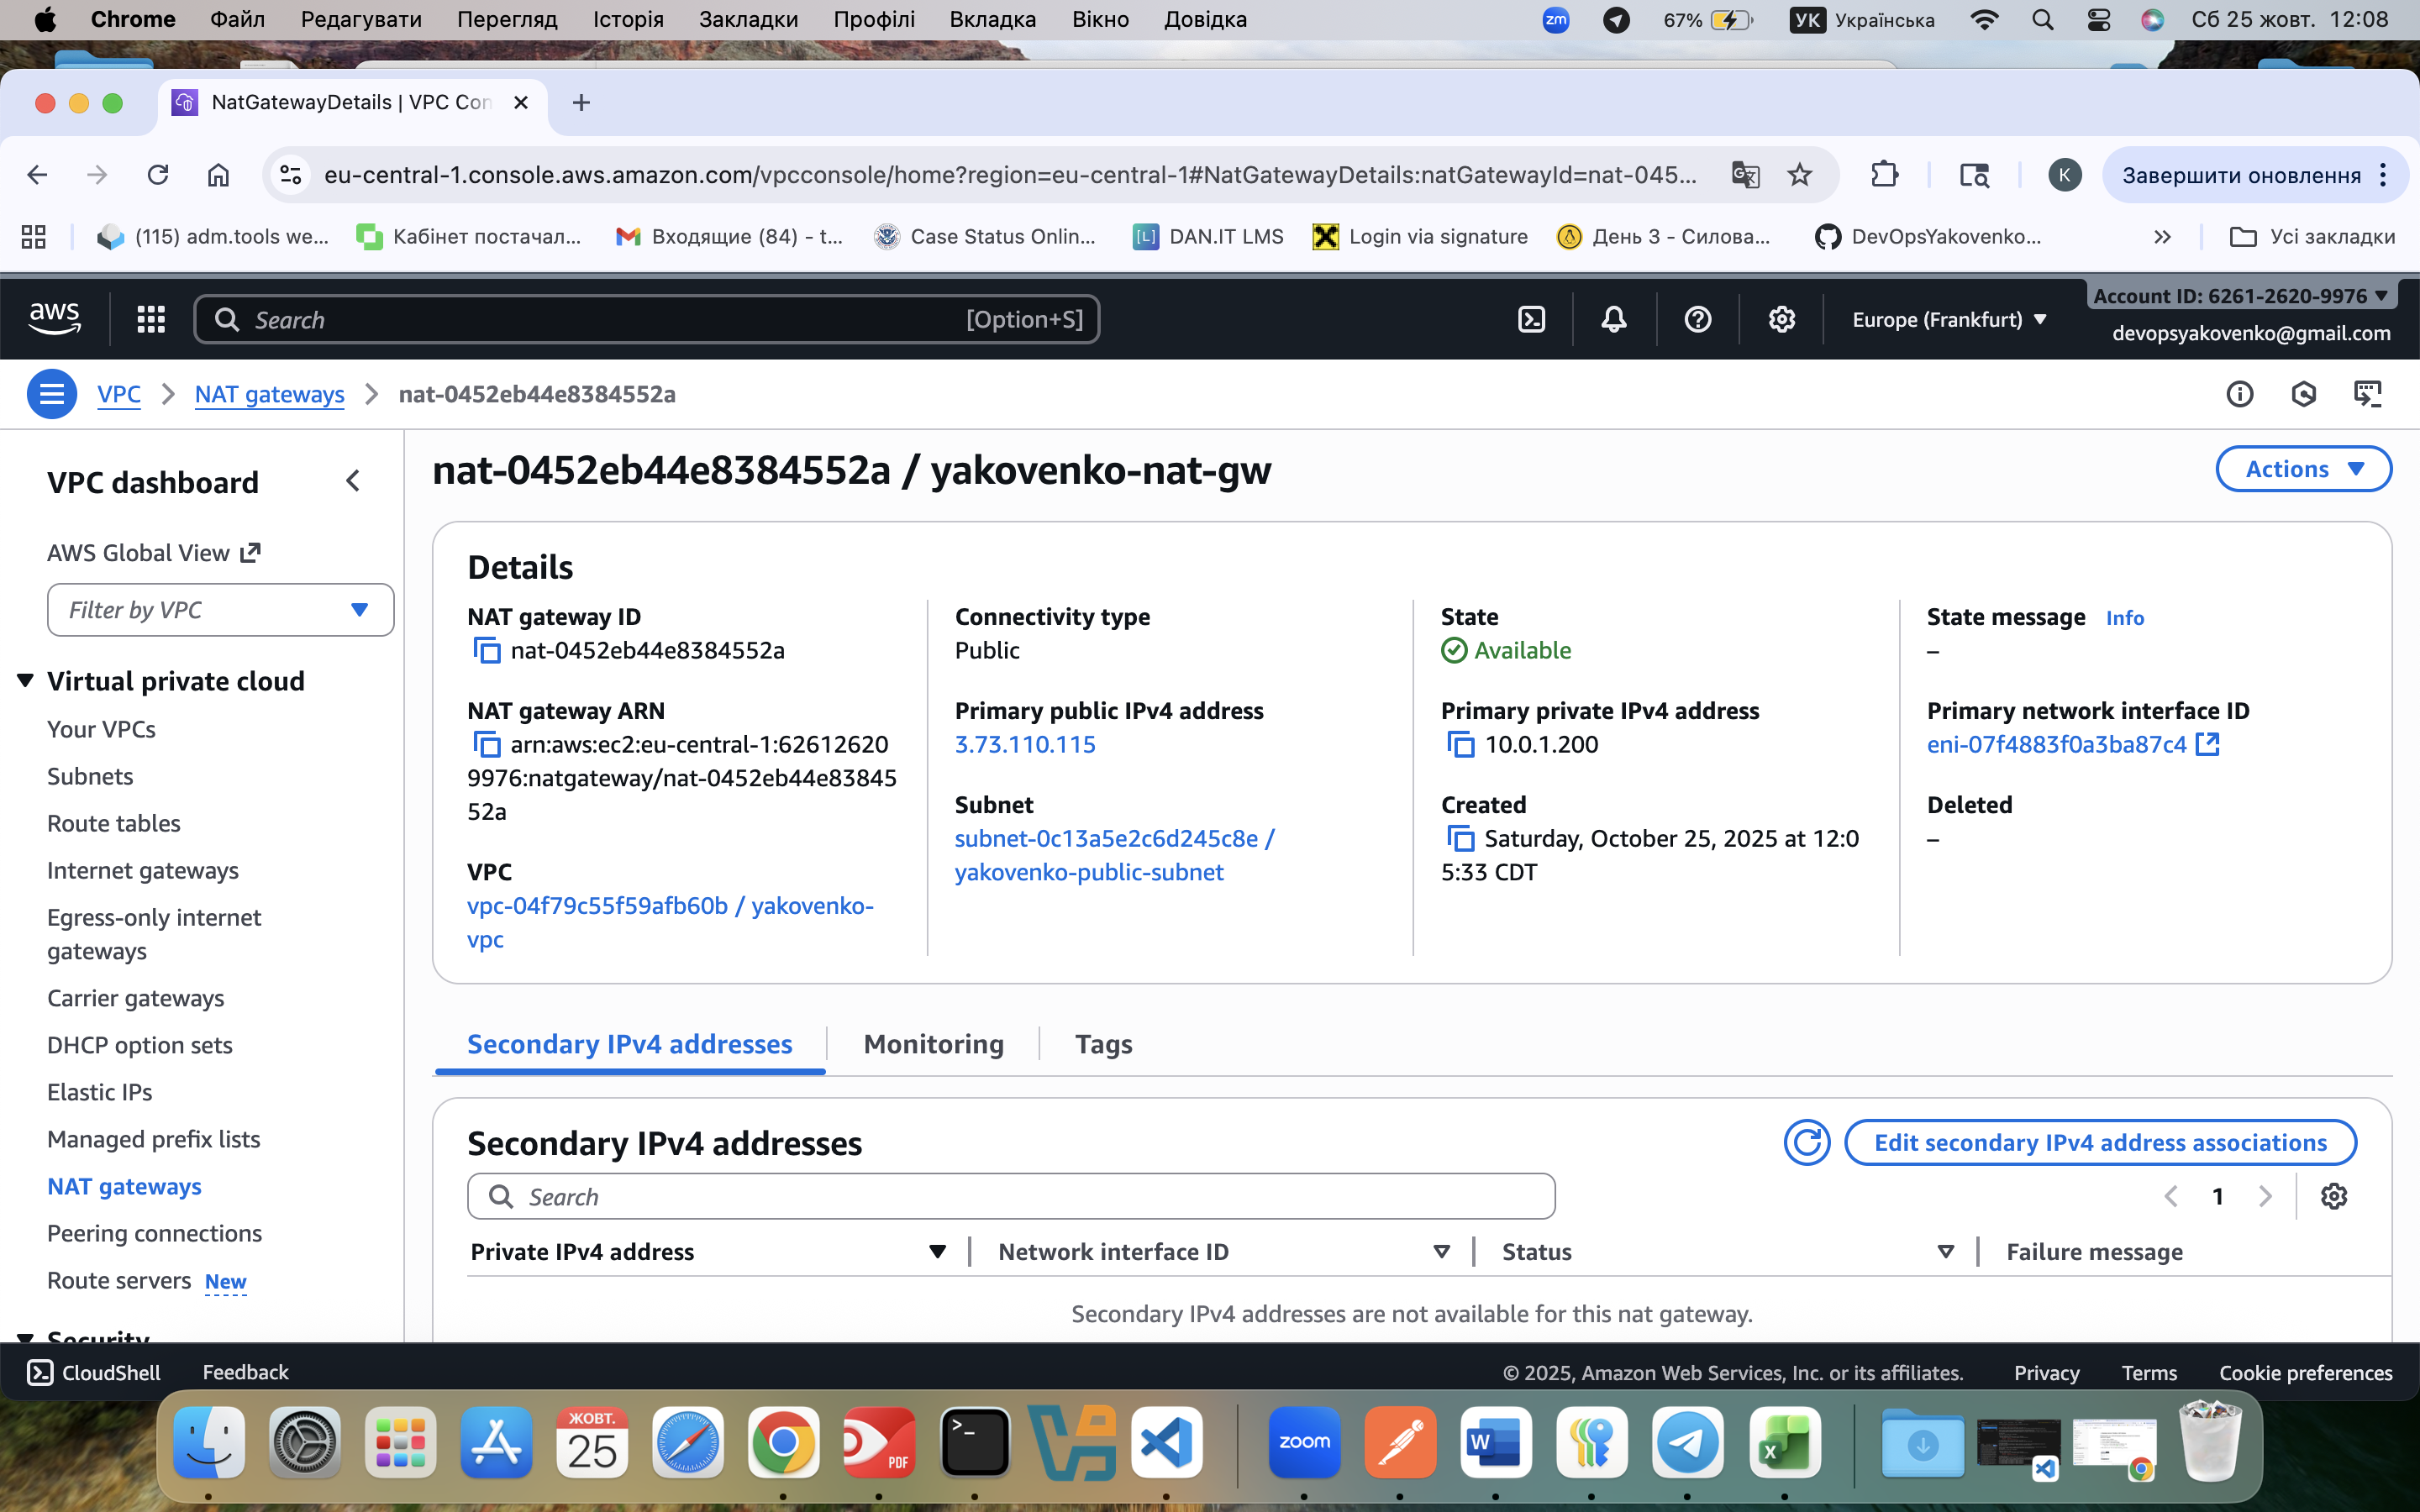 Chrome Файл Редагувати Перегляд Історія Закладки Профілі Вкладка Вікно Довідка zm 67% УК Українська Сб 25 жовт. 12:08
NatGatewayDetails | VPC Con
eu-central-1.console.aws.amazon.com/vpcconsole/home?region=eu-central-1#NatGatewayDetails:natGatewayId=nat-045... K Завершити оновлення
(115) adm.tools we... Кабінет постачал... Входящие (84) - t... Case Status Onlin... [L] DAN.IT LMS Login via signature День 3 - Силова... DevOpsYakovenko... Усі закладки
aws Search [Option+S] Europe (Frankfurt) Account ID: 6261-2620-9976
devopsyakovenko@gmail.com
VPC NAT gateways nat-0452eb44e8384552a
VPC dashboard
AWS Global View
Filter by VPC
Virtual private cloud
Your VPCs
Subnets
Route tables
Internet gateways
Egress-only internet
gateways
Carrier gateways
DHCP option sets
Elastic IPs
Managed prefix lists
NAT gateways
Peering connections
Route servers New
Security
nat-0452eb44e8384552a / yakovenko-nat-gw
Actions
Details
NAT gateway ID
nat-0452eb44e8384552a
NAT gateway ARN
arn:aws:ec2:eu-central-1:62612620
9976:natgateway/nat-0452eb44e83845
52a
VPC
vpc-04f79c55f59afb60b / yakovenko-
vpc
Connectivity type
Public
Primary public IPv4 address
3.73.110.115
Subnet
subnet-0c13a5e2c6d245c8e /
yakovenko-public-subnet
State
Available
Primary private IPv4 address
10.0.1.200
Created
Saturday, October 25, 2025 at 12:0
5:33 CDT
State message Info
–
Primary network interface ID
eni-07f4883f0a3ba87c4
Deleted
–
Secondary IPv4 addresses Monitoring Tags
Secondary IPv4 addresses
Edit secondary IPv4 address associations
Search
1
Private IPv4 address Network interface ID Status Failure message
Secondary IPv4 addresses are not available for this nat gateway.
CloudShell Feedback © 2025, Amazon Web Services, Inc. or its affiliates. Privacy Terms Cookie preferences
ЖОВТ.
25
PDF
>_
zoom
W
X